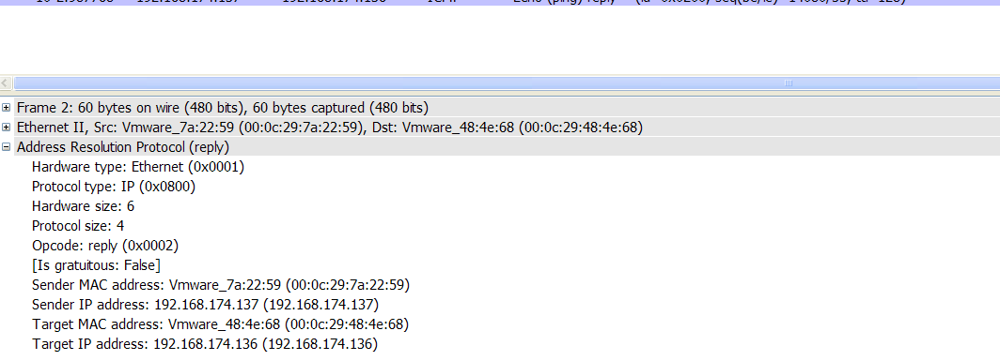 Frame 2: 60 bytes on wire (480 bits), 60 bytes captured (480 bits)
Ethernet II, Src: Vmware_7a:22:59 (00:0c:29:7a:22:59), Dst: Vmware_48:4e:68 (00:0c:29:48:4e:68)
Address Resolution Protocol (reply)
Hardware type: Ethernet (0x0001)
Protocol type: IP (0x0800)
Hardware size: 6
Protocol size: 4
Opcode: reply (0x0002)
[Is gratuitous: False]
Sender MAC address: Vmware_7a:22:59 (00:0c:29:7a:22:59)
Sender IP address: 192.168.174.137 (192.168.174.137)
Target MAC address: Vmware_48:4e:68 (00:0c:29:48:4e:68)
Target IP address: 192.168.174.136 (192.168.174.136)